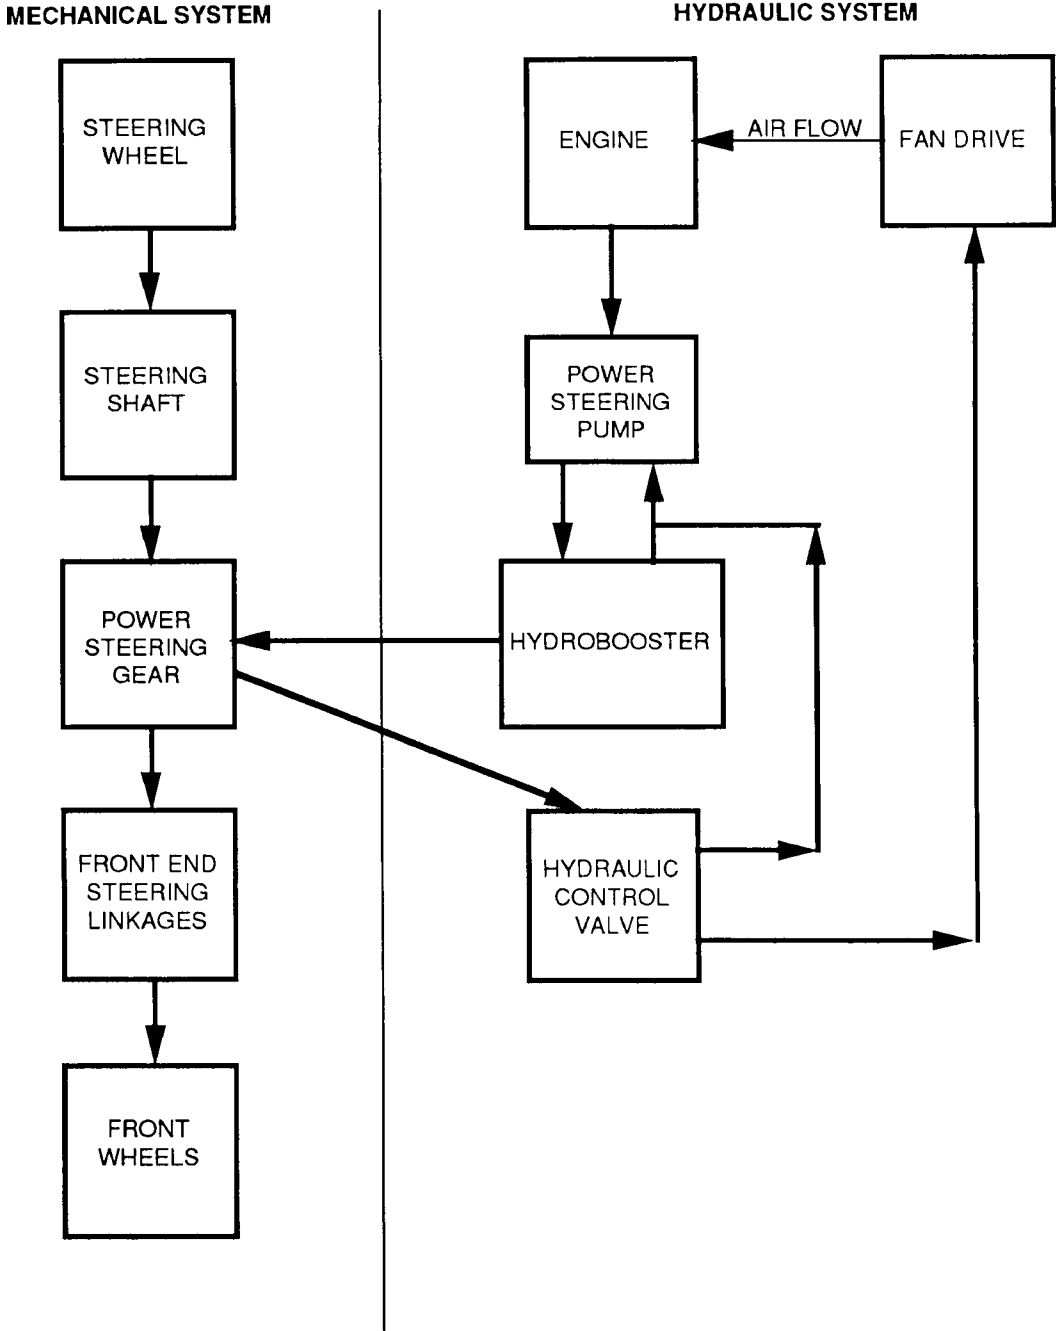 MECHANICAL SYSTEM
HYDRAULIC SYSTEM
STEERING
WHEEL
ENGINE
AIR FLOW
FAN DRIVE
STEERING
SHAFT
POWER
STEERING
PUMP
POWER
STEERING
GEAR
HYDROBOOSTER
FRONT END
STEERING
LINKAGES
HYDRAULIC
CONTROL
VALVE
FRONT
WHEELS